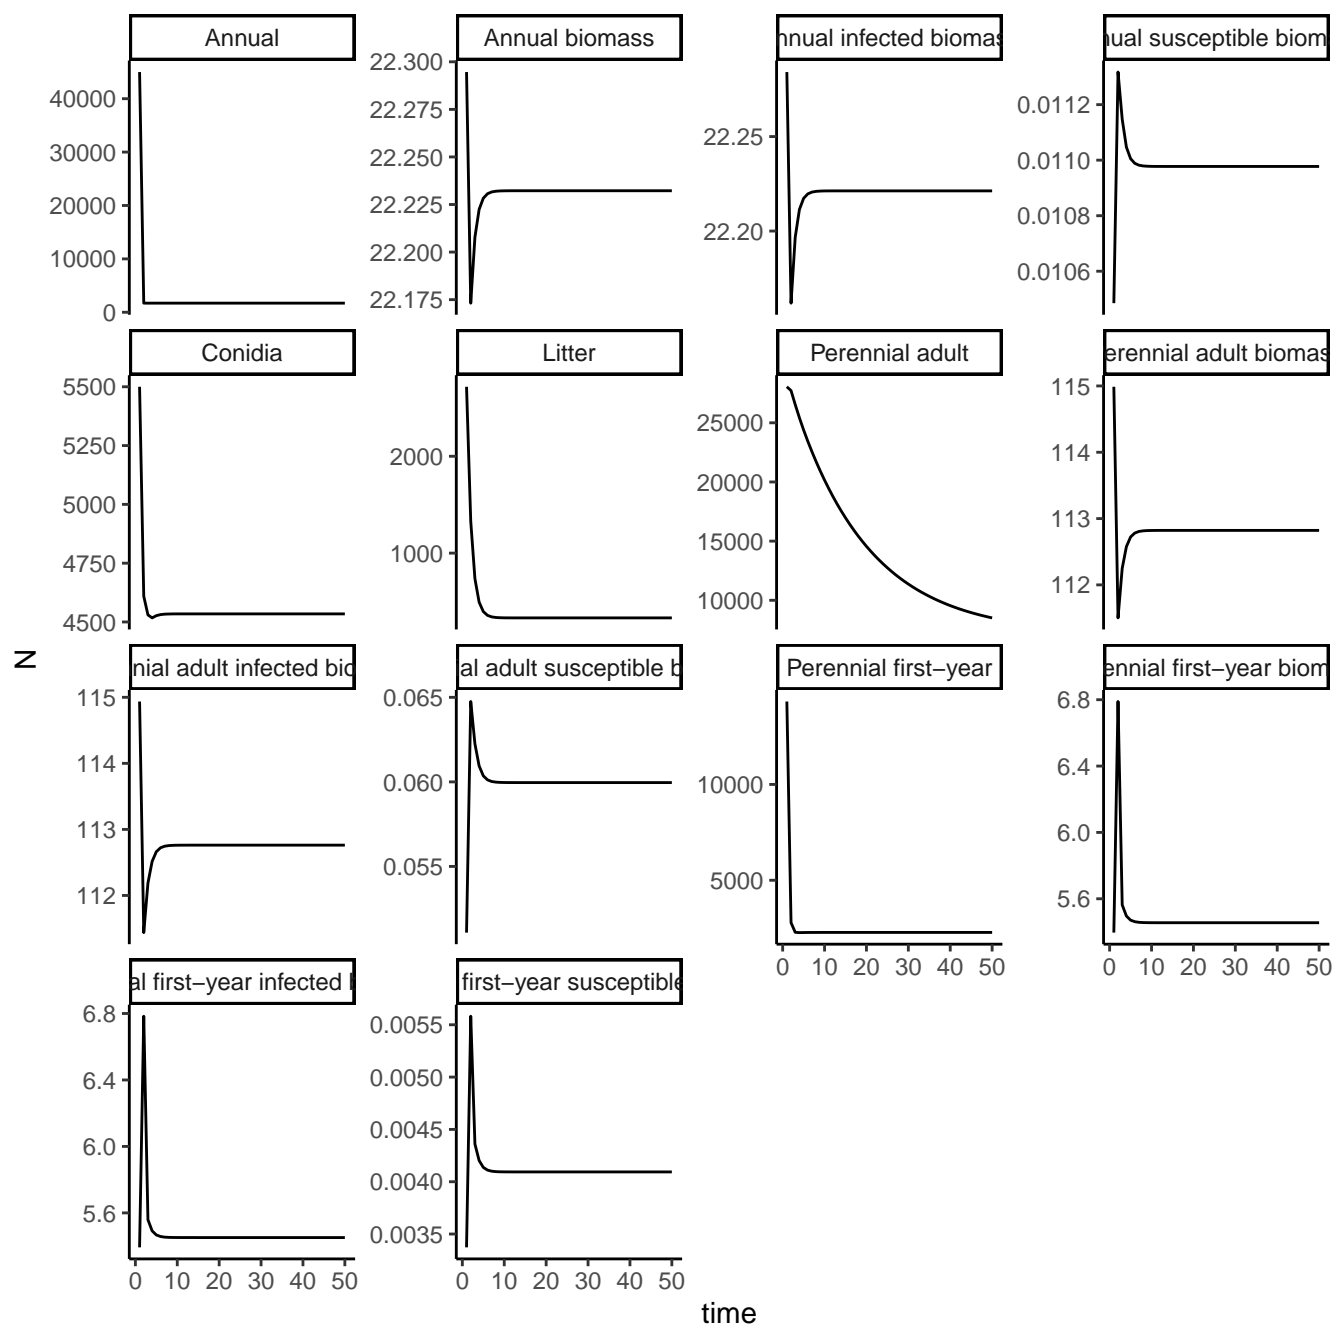 Annual
Annual biomass
nnual infected biomas
nual susceptible biom
40000
30000
20000
10000
0
22.300
22.275
22.250
22.225
22.200
22.175
22.25
22.20
0.0112
0.0110
0.0108
0.0106
Conidia
Litter
Perennial adult
erennial adult biomas
5500
5250
5000
4750
4500
2000
1000
25000
20000
15000
10000
115
114
113
112
N
nial adult infected bio
al adult susceptible b
Perennial first−year
ennial first−year biom
115
114
113
112
0.065
0.060
0.055
10000
5000
6.8
6.4
6.0
5.6
0 10 20 30 40 50
0 10 20 30 40 50
al first−year infected b
first−year susceptible
6.8
6.4
6.0
5.6
0.0055
0.0050
0.0045
0.0040
0.0035
0 10 20 30 40 50
0 10 20 30 40 50
time